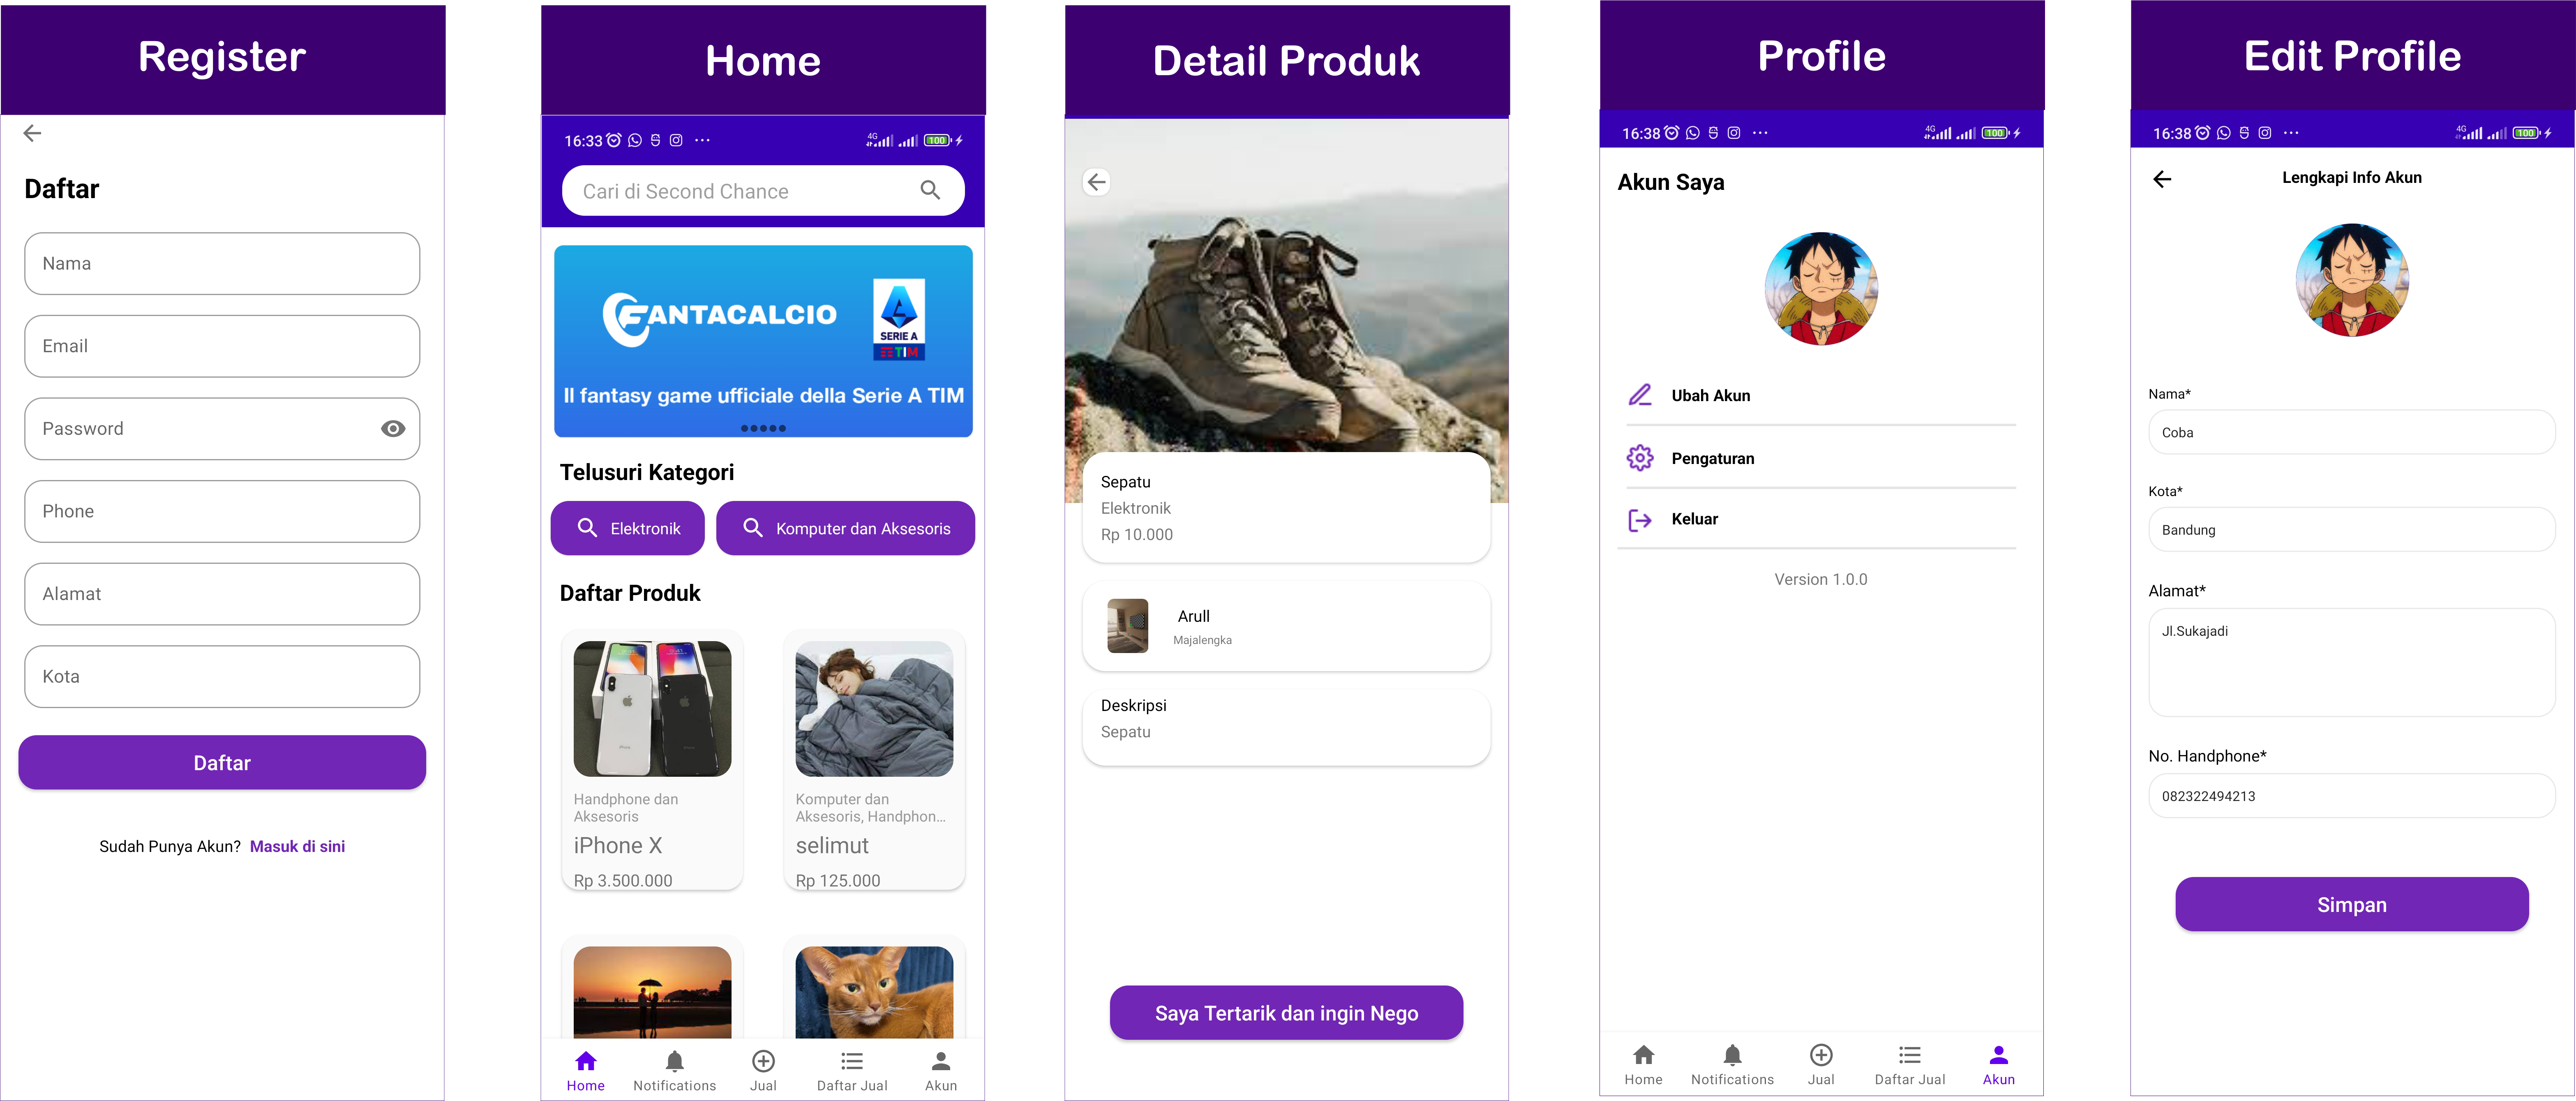 Register
Daftar
Nama
Email
Password
Phone
Alamat
Kota
Daftar
Sudah Punya Akun? Masuk di sini
Home
16:33
4G
100
Cari di Second Chance
FANTACALCIO
SERIE A
TIM
Il fantasy game ufficiale della Serie A TIM
Telusuri Kategori
Elektronik
Komputer dan Aksesoris
Daftar Produk
Handphone dan
Aksesoris
iPhone X
Rp 3.500.000
Komputer dan
Aksesoris, Handphon...
selimut
Rp 125.000
Home
Notifications
Jual
Daftar Jual
Akun
Detail Produk
Sepatu
Elektronik
Rp 10.000
Arull
Majalengka
Deskripsi
Sepatu
Saya Tertarik dan ingin Nego
Profile
16:38
4G
100
Akun Saya
Ubah Akun
Pengaturan
Keluar
Version 1.0.0
Home
Notifications
Jual
Daftar Jual
Akun
Edit Profile
16:38
4G
100
Lengkapi Info Akun
Nama*
Coba
Kota*
Bandung
Alamat*
Jl.Sukajadi
No. Handphone*
082322494213
Simpan